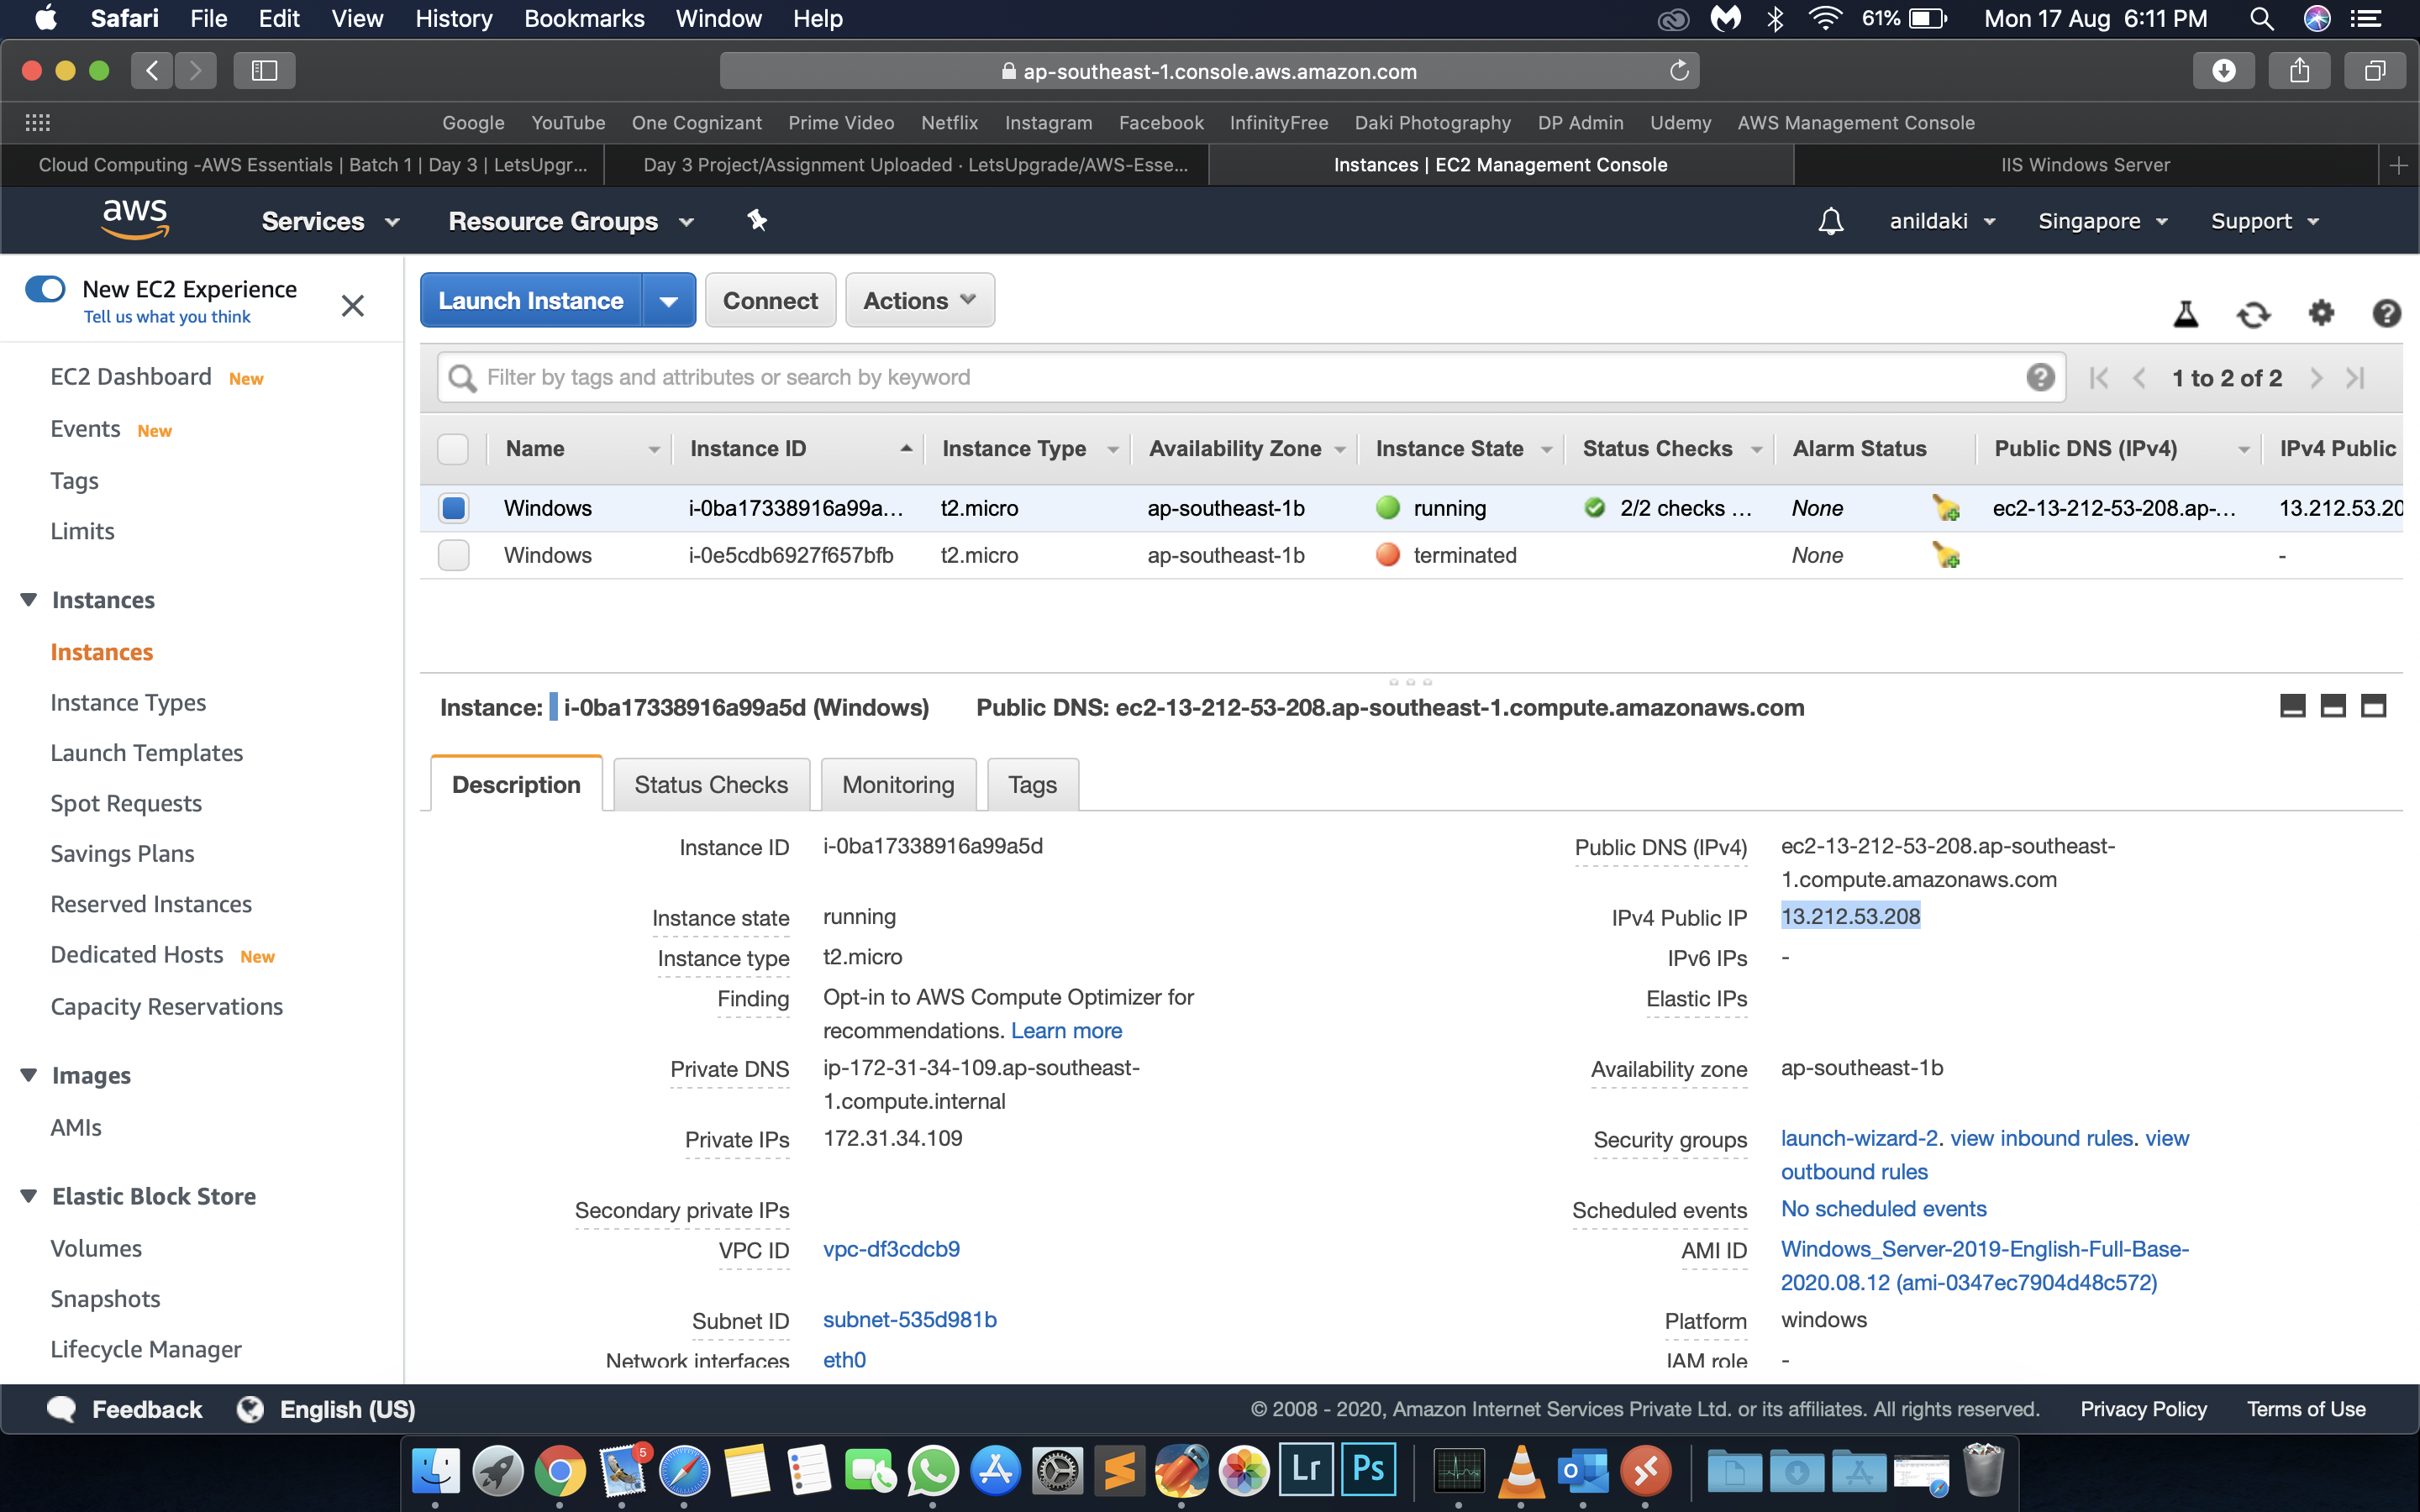 Safari File Edit View History Bookmarks Window Help 61% Mon 17 Aug 6:11 PM
ap-southeast-1.console.aws.amazon.com
Google YouTube One Cognizant Prime Video Netflix Instagram Facebook InfinityFree Daki Photography DP Admin Udemy AWS Management Console
Cloud Computing -AWS Essentials | Batch 1 | Day 3 | LetsUpgr... Day 3 Project/Assignment Uploaded · LetsUpgrade/AWS-Esse... Instances | EC2 Management Console IIS Windows Server
aws Services Resource Groups anildaki Singapore Support
New EC2 Experience
Tell us what you think
Launch Instance Connect Actions
EC2 Dashboard New
Events New
Tags
Limits
Instances
Instances
Instance Types
Launch Templates
Spot Requests
Savings Plans
Reserved Instances
Dedicated Hosts New
Capacity Reservations
Images
AMIs
Elastic Block Store
Volumes
Snapshots
Lifecycle Manager
Filter by tags and attributes or search by keyword 1 to 2 of 2
Name Instance ID Instance Type Availability Zone Instance State Status Checks Alarm Status Public DNS (IPv4) IPv4 Public
Windows i-0ba17338916a99a... t2.micro ap-southeast-1b running 2/2 checks ... None ec2-13-212-53-208.ap-... 13.212.53.20
Windows i-0e5cdb6927f657bfb t2.micro ap-southeast-1b terminated None -
Instance: i-0ba17338916a99a5d (Windows) Public DNS: ec2-13-212-53-208.ap-southeast-1.compute.amazonaws.com
Description Status Checks Monitoring Tags
Instance ID i-0ba17338916a99a5d
Instance state running
Instance type t2.micro
Finding Opt-in to AWS Compute Optimizer for
recommendations. Learn more
Private DNS ip-172-31-34-109.ap-southeast-
1.compute.internal
Private IPs 172.31.34.109
Secondary private IPs
VPC ID vpc-df3cdcb9
Subnet ID subnet-535d981b
Network interfaces eth0
Public DNS (IPv4) ec2-13-212-53-208.ap-southeast-
1.compute.amazonaws.com
IPv4 Public IP 13.212.53.208
IPv6 IPs -
Elastic IPs
Availability zone ap-southeast-1b
Security groups launch-wizard-2. view inbound rules. view
outbound rules
Scheduled events No scheduled events
AMI ID Windows_Server-2019-English-Full-Base-
2020.08.12 (ami-0347ec7904d48c572)
Platform windows
IAM role -
Feedback English (US) © 2008 - 2020, Amazon Internet Services Private Ltd. or its affiliates. All rights reserved. Privacy Policy Terms of Use
5 Lr Ps